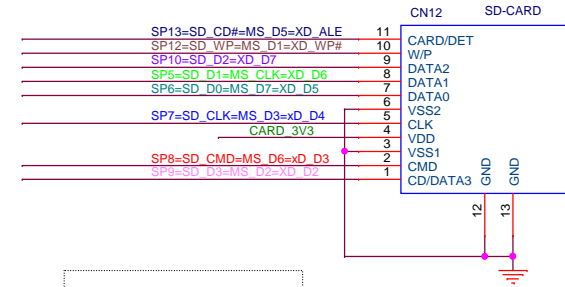 CN12 SD-CARD
SP13=SD_CD#=MS_D5=XD_ALE 11 CARD/DET
SP12=SD_WP=MS_D1=XD_WP# 10 W/P
SP10=SD_D2=XD_D7 9 DATA2
SP5=SD_D1=MS_CLK=XD_D6 8 DATA1
SP6=SD_D0=MS_D7=XD_D5 7 DATA0
6 VSS2
SP7=SD_CLK=MS_D3=xD_D4 5 CLK
CARD_3V3 4 VDD
3 VSS1
SP8=SD_CMD=MS_D6=xD_D3 2 CMD
SP9=SD_D3=MS_D2=XD_D2 1 CD/DATA3
GND GND
12 13